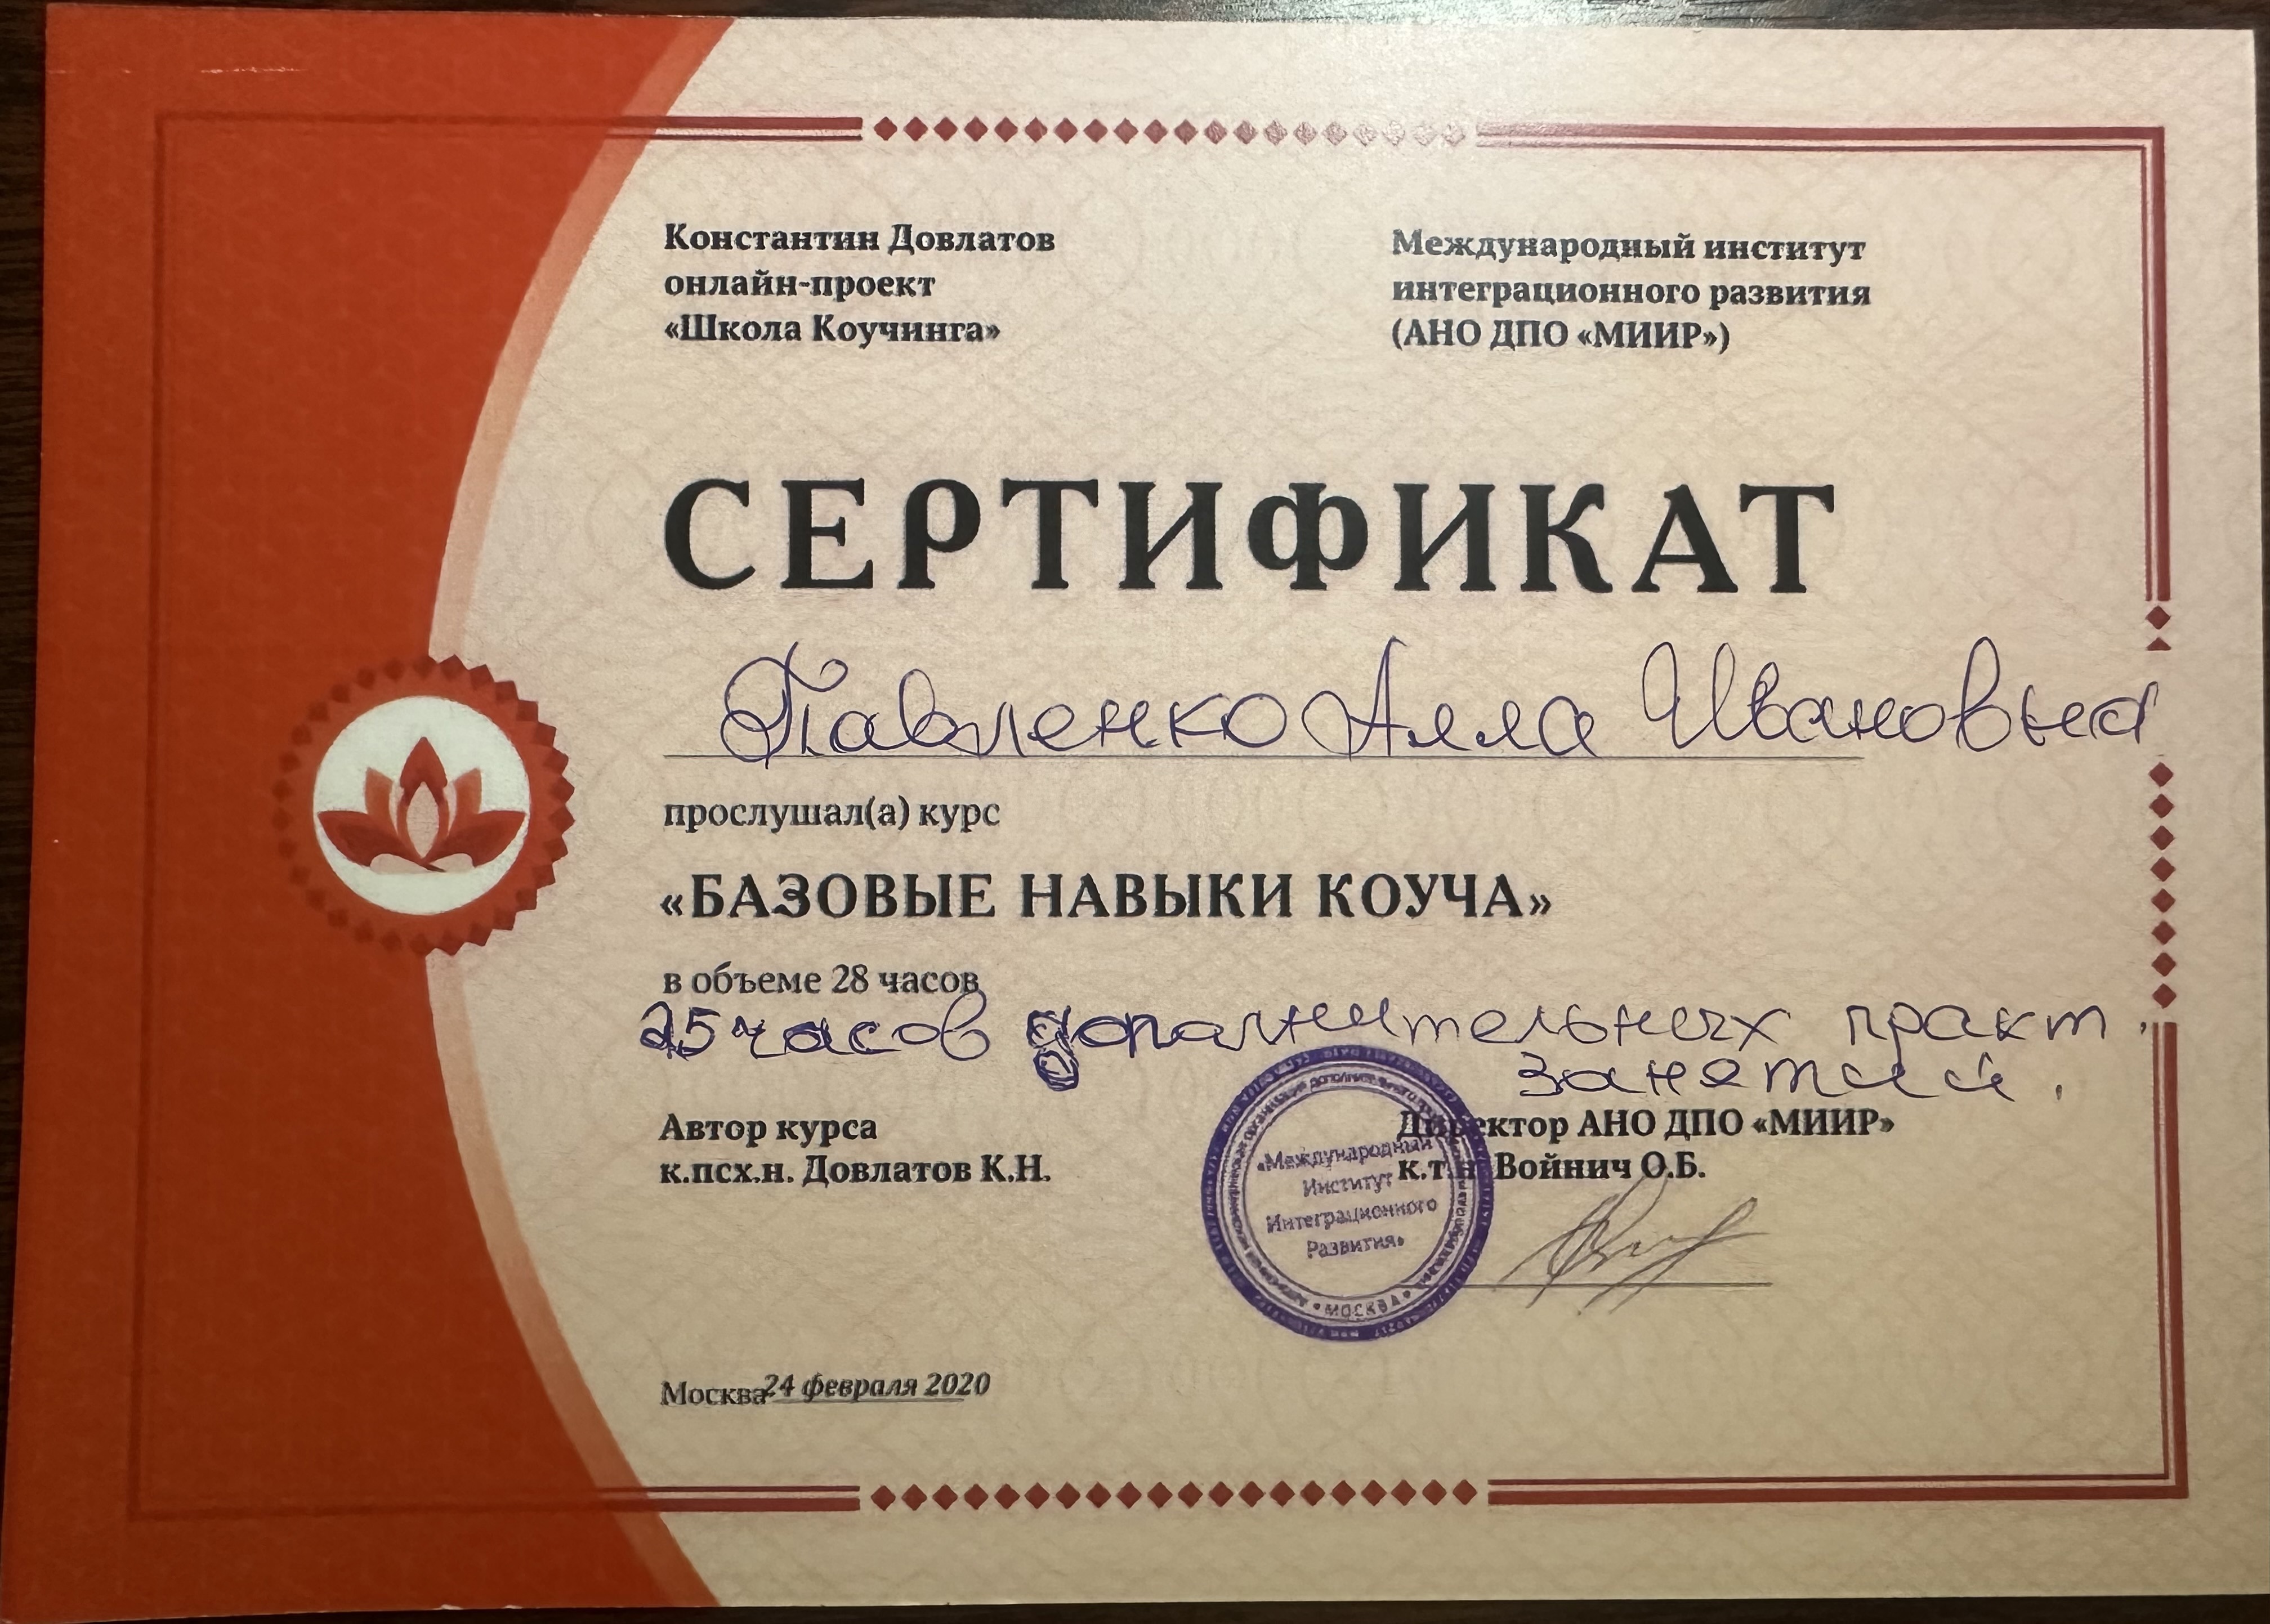 Константин Довлатов
онлайн-проект
«Школа Коучинга»
Международный институт
интеграционного развития
(АНО ДПО «МИИР»)
СЕРТИФИКАТ
Павленко Алла Ивановна
прослушал(а) курс
«БАЗОВЫЕ НАВЫКИ КОУЧА»
в объеме 28 часов
25 часов дополнительных практ.
занятий.
Автор курса
к.псх.н. Довлатов К.Н.
Директор АНО ДПО «МИИР»
к.т.н. Войнич О.Б.
«Международный
Институт
Интеграционного
Развития»
• МОСКВА •
Москва 24 февраля 2020